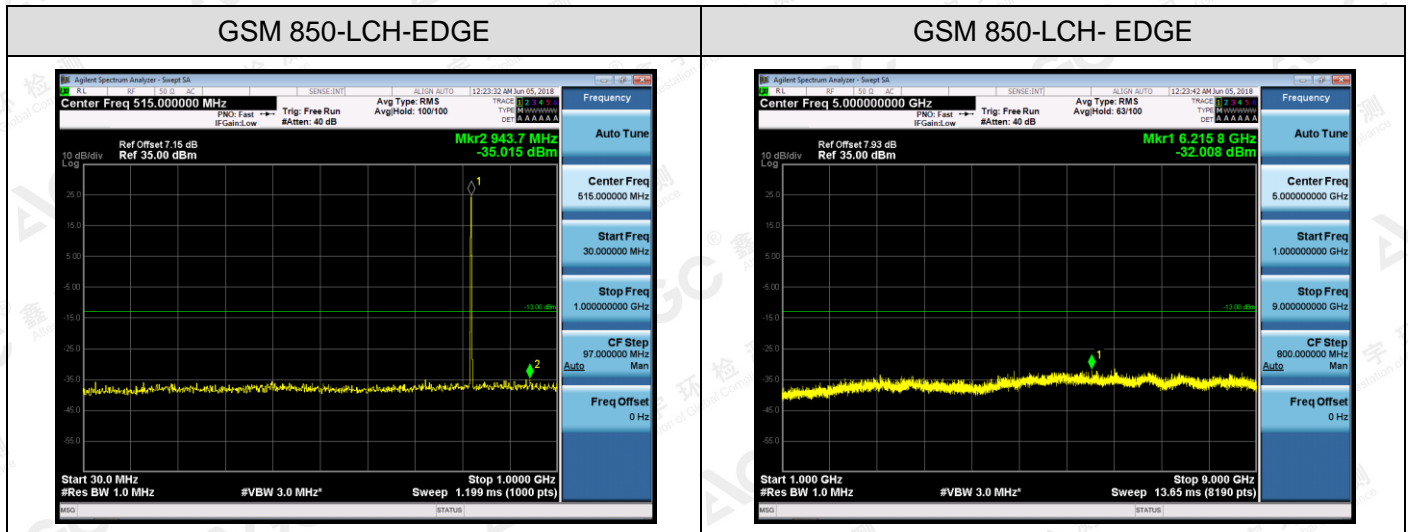 GSM 850-LCH-EDGE
Agilent Spectrum Analyzer - Swept SA
RL RF 50 Ω AC SENSE:INT ALIGN AUTO 12:23:32 AM Jun 05, 2018
Center Freq 515.000000 MHz
PNO: Fast
IFGain:Low
Trig: Free Run
#Atten: 40 dB
Avg Type: RMS
Avg|Hold: 100/100
TRACE 1 2 3 4 5 6
TYPE M W W W W W
DET A A A A A A
Frequency
Mkr2 943.7 MHz
-35.015 dBm
Ref Offset 7.15 dB
10 dB/div Ref 35.00 dBm
Log
25.0
15.0
5.00
-5.00
-15.0
-25.0
-35.0
-45.0
-55.0
1
-13.00 dBm
2
Auto Tune
Center Freq
515.000000 MHz
Start Freq
30.000000 MHz
Stop Freq
1.000000000 GHz
CF Step
97.000000 MHz
Auto Man
Freq Offset
0 Hz
Start 30.0 MHz Stop 1.0000 GHz
#Res BW 1.0 MHz #VBW 3.0 MHz* Sweep 1.199 ms (1000 pts)
MSG STATUS
GSM 850-LCH- EDGE
Agilent Spectrum Analyzer - Swept SA
RL RF 50 Ω AC SENSE:INT ALIGN AUTO 12:23:42 AM Jun 05, 2018
Center Freq 5.000000000 GHz
PNO: Fast
IFGain:Low
Trig: Free Run
#Atten: 40 dB
Avg Type: RMS
Avg|Hold: 63/100
TRACE 1 2 3 4 5 6
TYPE M W W W W W
DET A A A A A A
Frequency
Mkr1 6.215 8 GHz
-32.008 dBm
Ref Offset 7.93 dB
10 dB/div Ref 35.00 dBm
Log
25.0
15.0
5.00
-5.00
-15.0
-25.0
-35.0
-45.0
-55.0
-13.00 dBm
1
Auto Tune
Center Freq
5.000000000 GHz
Start Freq
1.000000000 GHz
Stop Freq
9.000000000 GHz
CF Step
800.000000 MHz
Auto Man
Freq Offset
0 Hz
Start 1.000 GHz Stop 9.000 GHz
#Res BW 1.0 MHz #VBW 3.0 MHz* Sweep 13.65 ms (8190 pts)
MSG STATUS